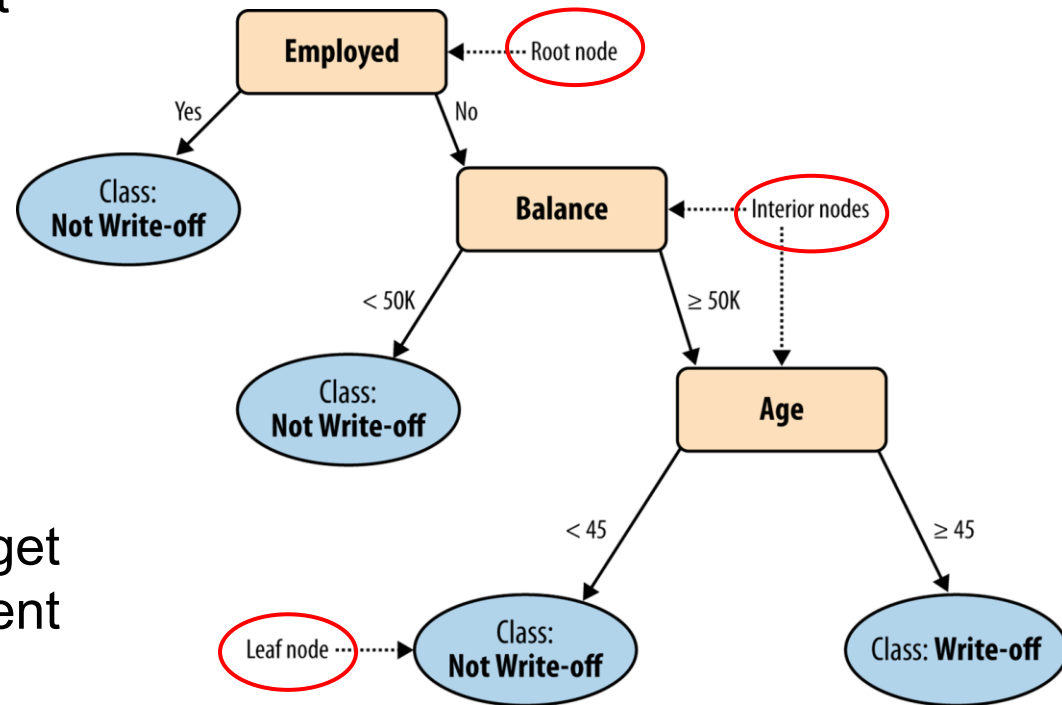 Employed
Root node
Yes
No
Class:
Not Write-off
Balance
Interior nodes
< 50K
≥ 50K
Class:
Not Write-off
Age
< 45
≥ 45
get
ent
Leaf node
Class:
Not Write-off
Class: Write-off